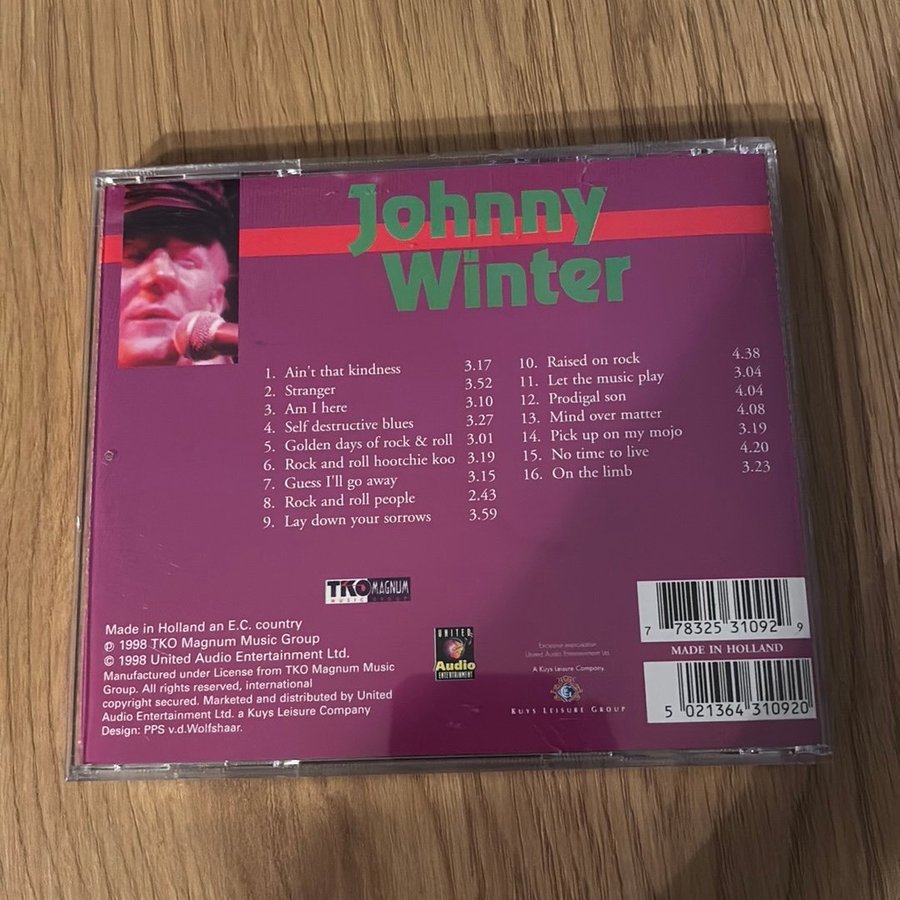 Johnny
Winter
1. Ain't that kindness 3.17
2. Stranger 3.52
3. Am I here 3.10
4. Self destructive blues 3.27
5. Golden days of rock & roll 3.01
6. Rock and roll hootchie koo 3.19
7. Guess I'll go away 3.15
8. Rock and roll people 2.43
9. Lay down your sorrows 3.59
10. Raised on rock 4.38
11. Let the music play 3.04
12. Prodigal son 4.04
13. Mind over matter 4.08
14. Pick up on my mojo 3.19
15. No time to live 4.20
16. On the limb 3.23
TKO MAGNUM
MUSIC GROUP
Made in Holland an E.C. country
℗ 1998 TKO Magnum Music Group
© 1998 United Audio Entertainment Ltd.
Manufactured under License from TKO Magnum Music
Group. All rights reserved, international
copyright secured. Marketed and distributed by United
Audio Entertainment Ltd. a Kuys Leisure Company
Design: PPS v.d.Wolfshaar.
UNITED
Audio
ENTERTAINMENT
United Audio Entertainment Ltd.
A Kuys Leisure Company.
KUYS LEISURE GROUP
7 78325 31092 9
MADE IN HOLLAND
5 021364 310920